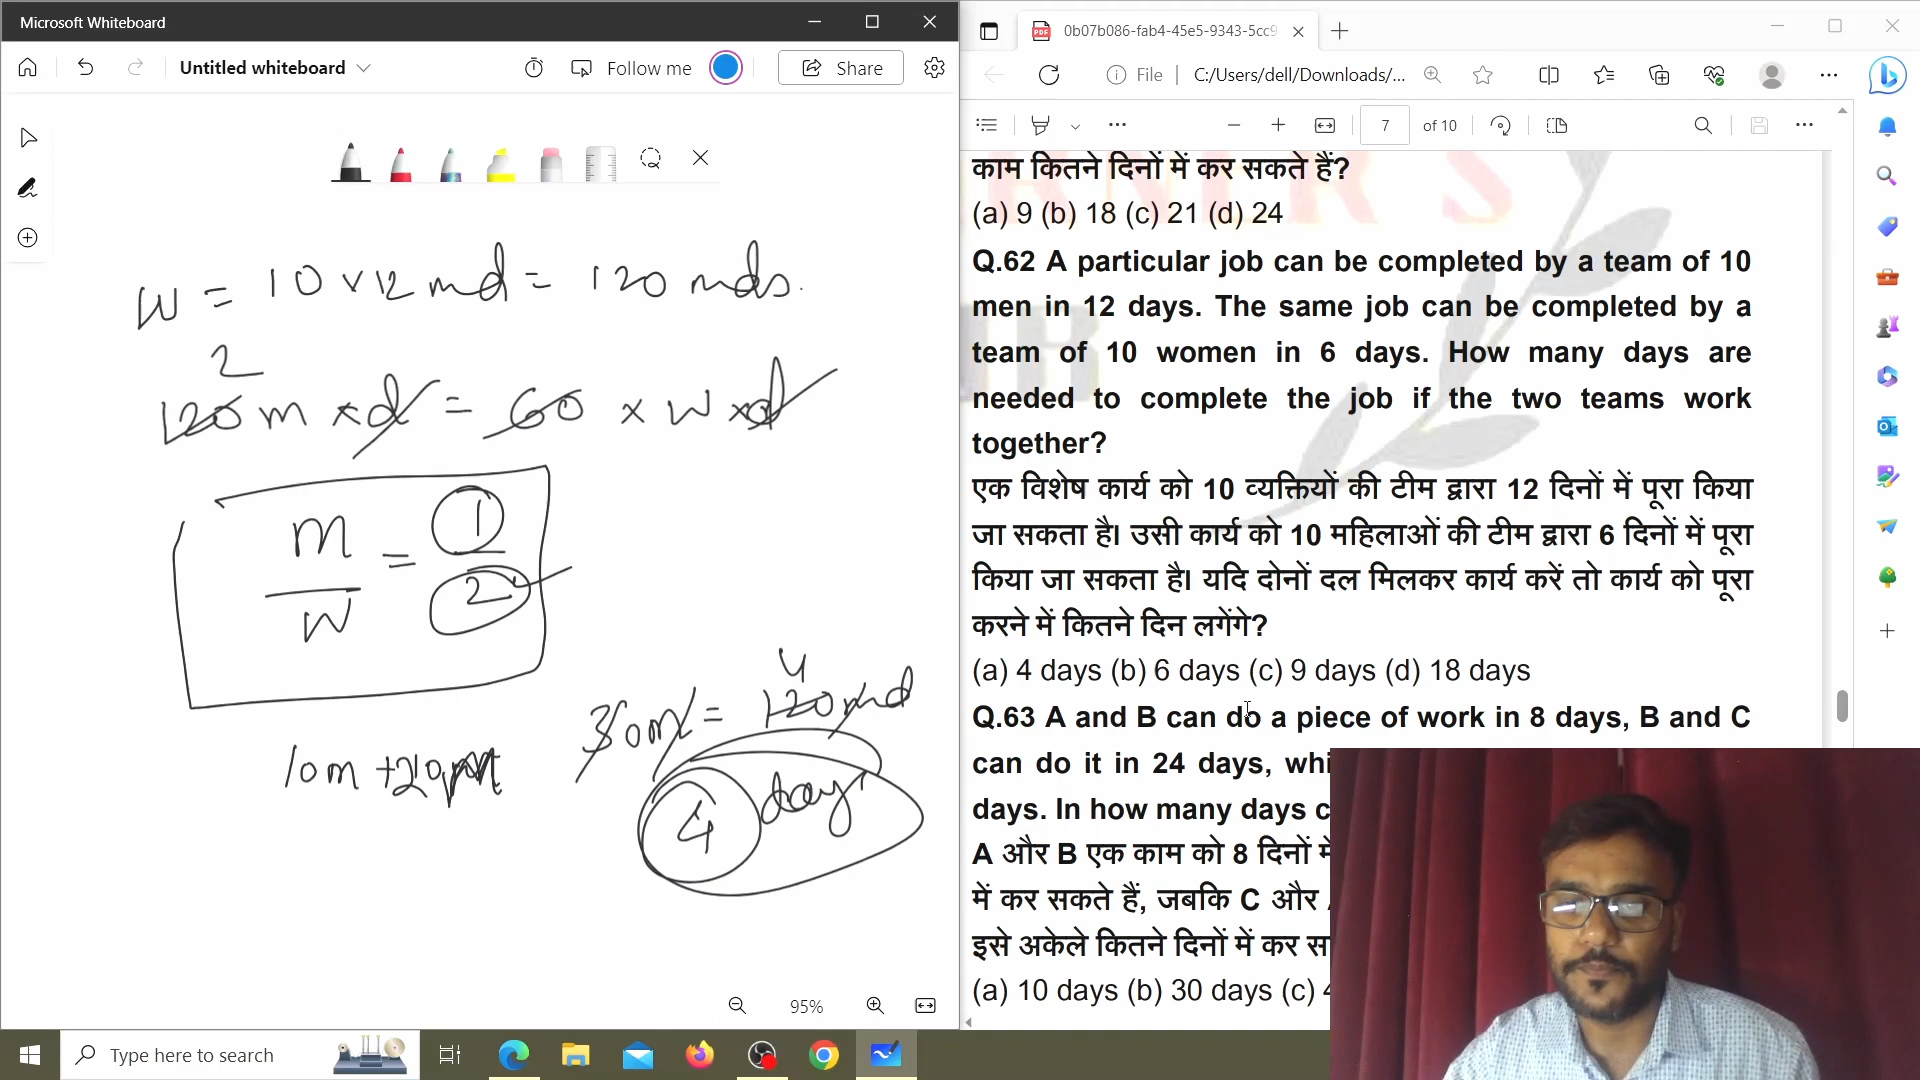 Microsoft Whiteboard
Untitled whiteboard
Follow me
Share
W = 10 x 12 md = 120 mds.
2
120 m x d = 60 x W x d
m/W = 1/2
10m + 20m
4
30m = 120md
4 days
95%
0b07b086-fab4-45e5-9343-5cc9
File
C:/Users/dell/Downloads/...
7 of 10
काम कितने दिनों में कर सकते हैं?
(a) 9 (b) 18 (c) 21 (d) 24
Q.62 A particular job can be completed by a team of 10
men in 12 days. The same job can be completed by a
team of 10 women in 6 days. How many days are
needed to complete the job if the two teams work
together?
एक विशेष कार्य को 10 व्यक्तियों की टीम द्वारा 12 दिनों में पूरा किया
जा सकता है। उसी कार्य को 10 महिलाओं की टीम द्वारा 6 दिनों में पूरा
किया जा सकता है। यदि दोनों दल मिलकर कार्य करें तो कार्य को पूरा
करने में कितने दिन लगेंगे?
(a) 4 days (b) 6 days (c) 9 days (d) 18 days
Q.63 A and B can do a piece of work in 8 days, B and C
can do it in 24 days, whi
days. In how many days c
A और B एक काम को 8 दिनों में
में कर सकते हैं, जबकि C और
इसे अकेले कितने दिनों में कर स
(a) 10 days (b) 30 days (c) 4
Type here to search